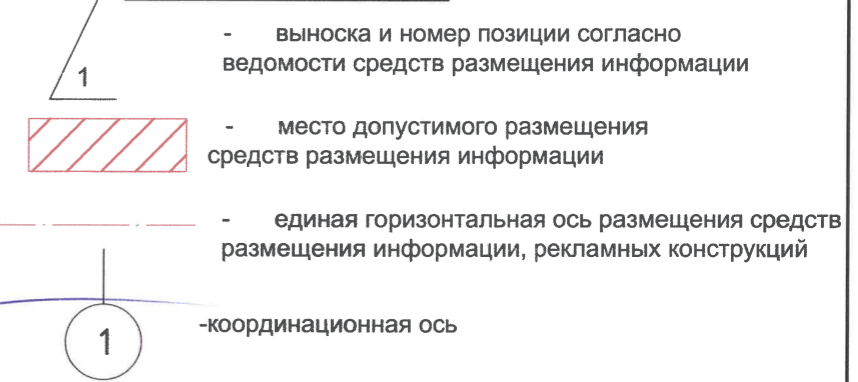 - выноска и номер позиции согласно
ведомости средств размещения информации
1
- место допустимого размещения
средств размещения информации
- единая горизонтальная ось размещения средств
размещения информации, рекламных конструкций
-координационная ось
1